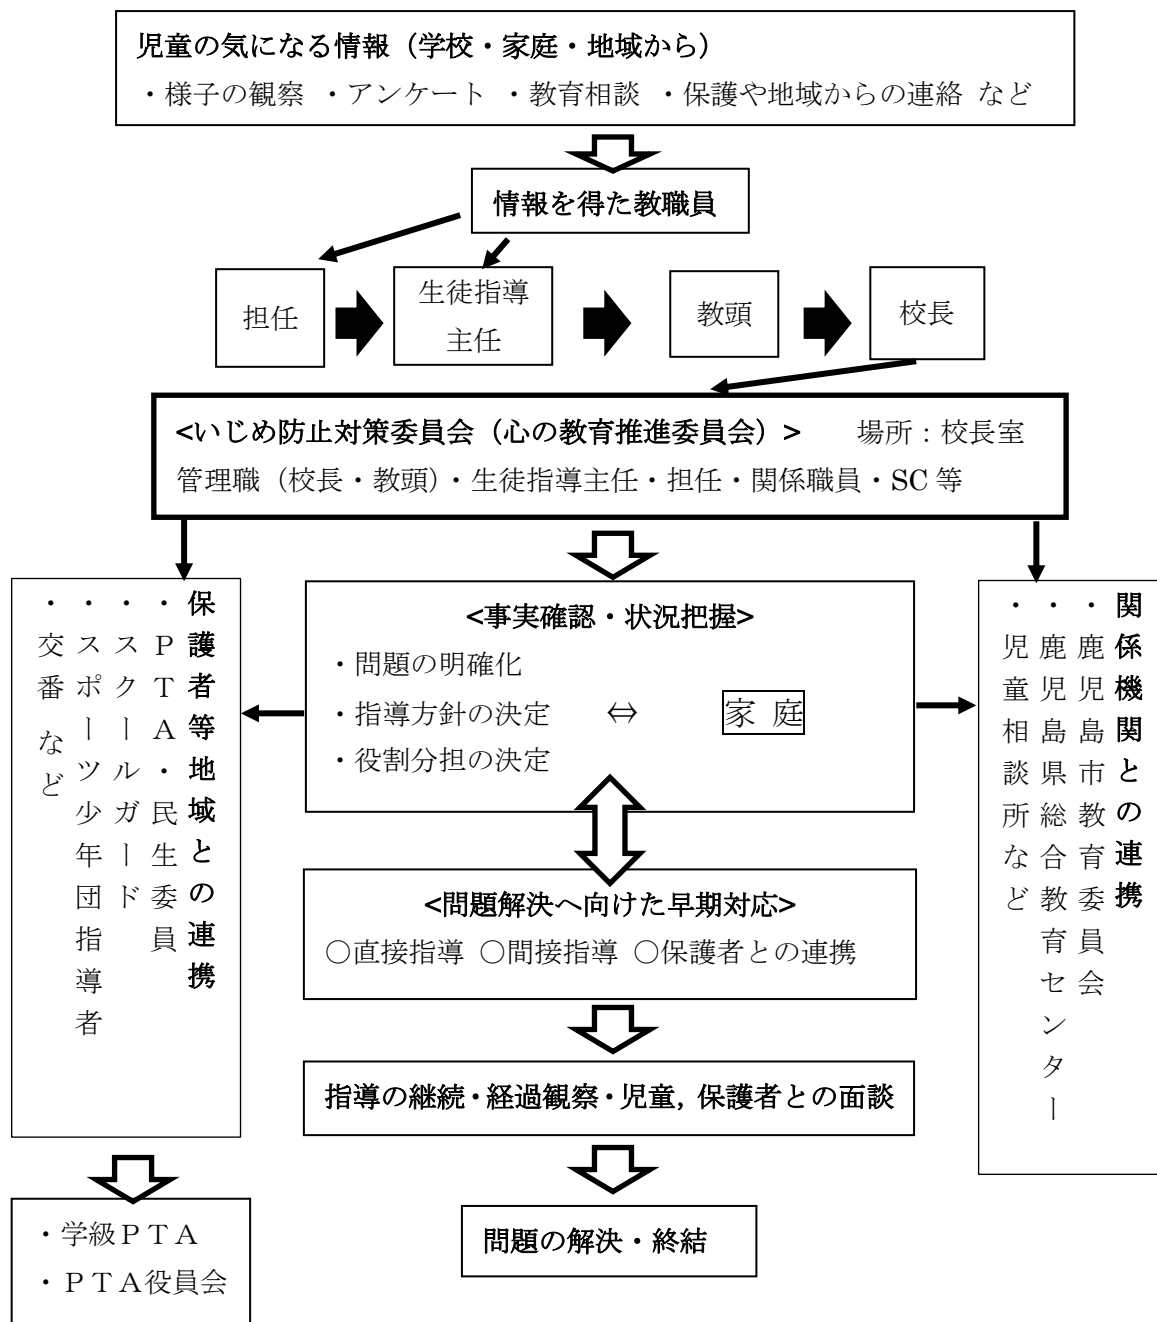 児童の気になる情報（学校・家庭・地域から）
・様子の観察 ・アンケート ・教育相談 ・保護や地域からの連絡 など
情報を得た教職員
担任
生徒指導
主任
教頭
校長
<いじめ防止対策委員会（心の教育推進委員会）> 場所：校長室
管理職（校長・教頭）・生徒指導主任・担任・関係職員・SC 等
保護者等地域との連携
・ＰＴＡ・民生委員
・スクールガード
・スポーツ少年団指導者
・交番 など
<事実確認・状況把握>
・問題の明確化
・指導方針の決定 ⇔ 家 庭
・役割分担の決定
関係機関との連携
・鹿児島市教育委員会
・鹿児島県総合教育センター
・児童相談所など
<問題解決へ向けた早期対応>
○直接指導 ○間接指導 ○保護者との連携
指導の継続・経過観察・児童，保護者との面談
・学級ＰＴＡ
・ＰＴＡ役員会
問題の解決・終結